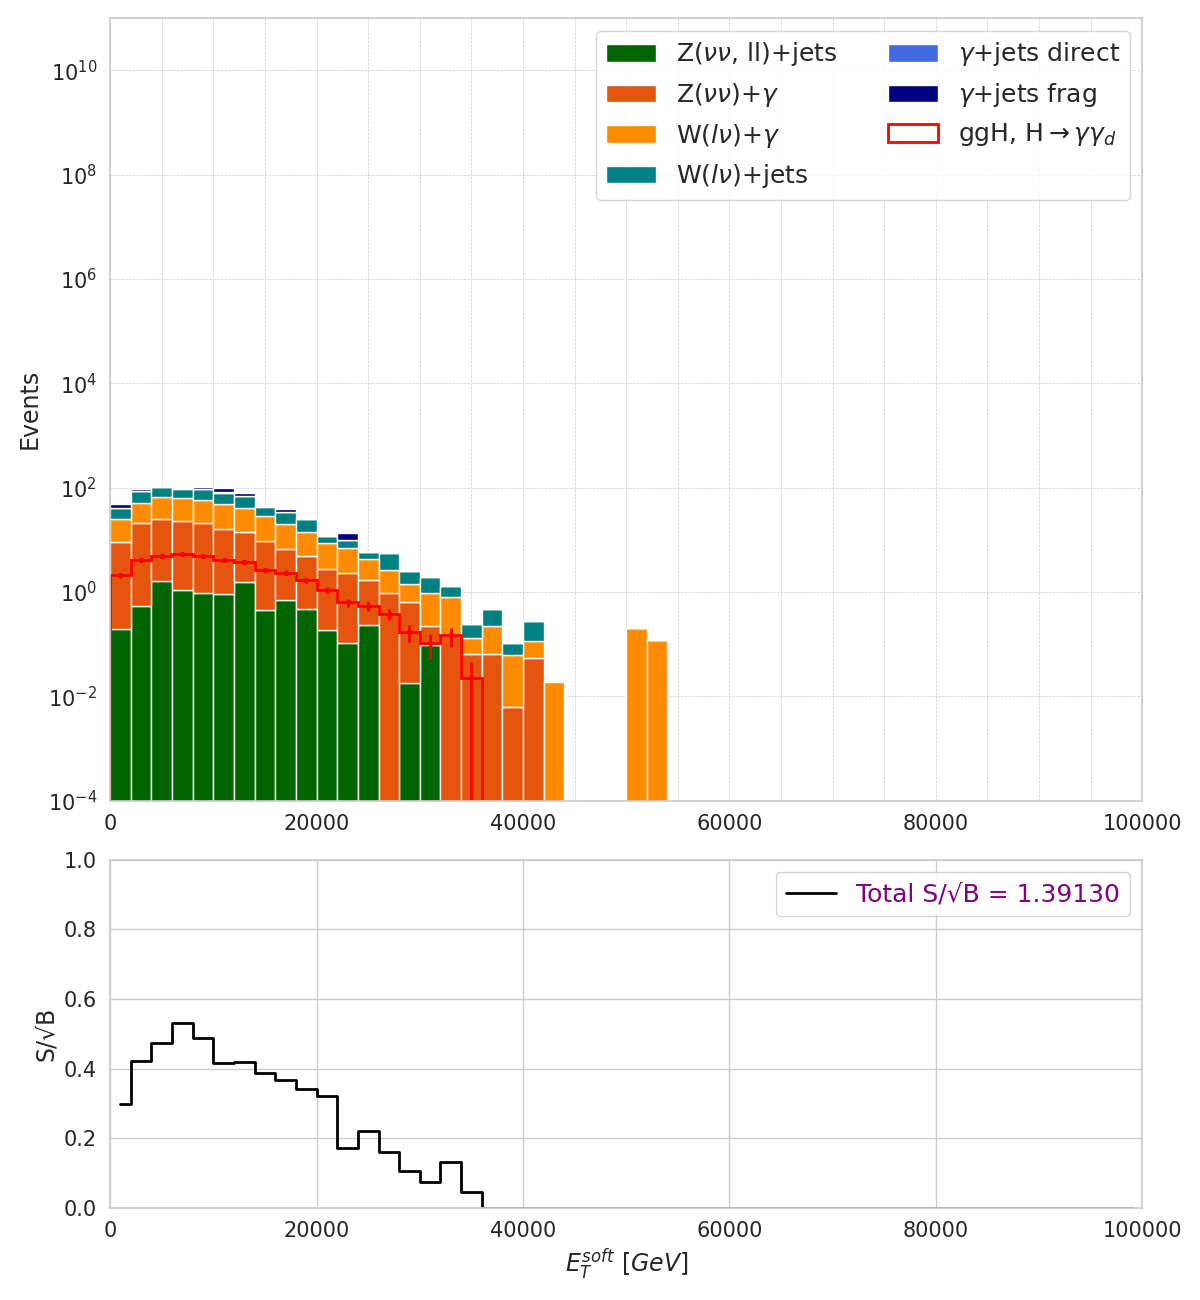 Z(νν, ll)+jets
Z(νν)+γ
W(lν)+γ
W(lν)+jets
γ+jets direct
γ+jets frag
ggH, H→γγ_d
Events
10^10
10^8
10^6
10^4
10^2
10^0
10^−2
10^−4
0 20000 40000 60000 80000 100000
Total S/√B = 1.39130
S/√B
1.0
0.8
0.6
0.4
0.2
0.0
0 20000 40000 60000 80000 100000
E_T^soft [GeV]